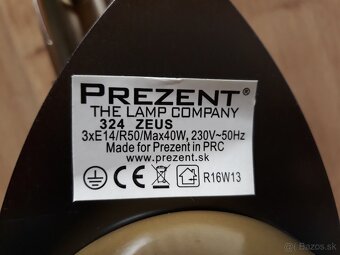 PREZENT®
THE LAMP COMPANY
324 ZEUS
3xE14/R50/Max40W, 230V~50Hz
Made for Prezent in PRC
www.prezent.sk
CE R16W13
Bazos.sk